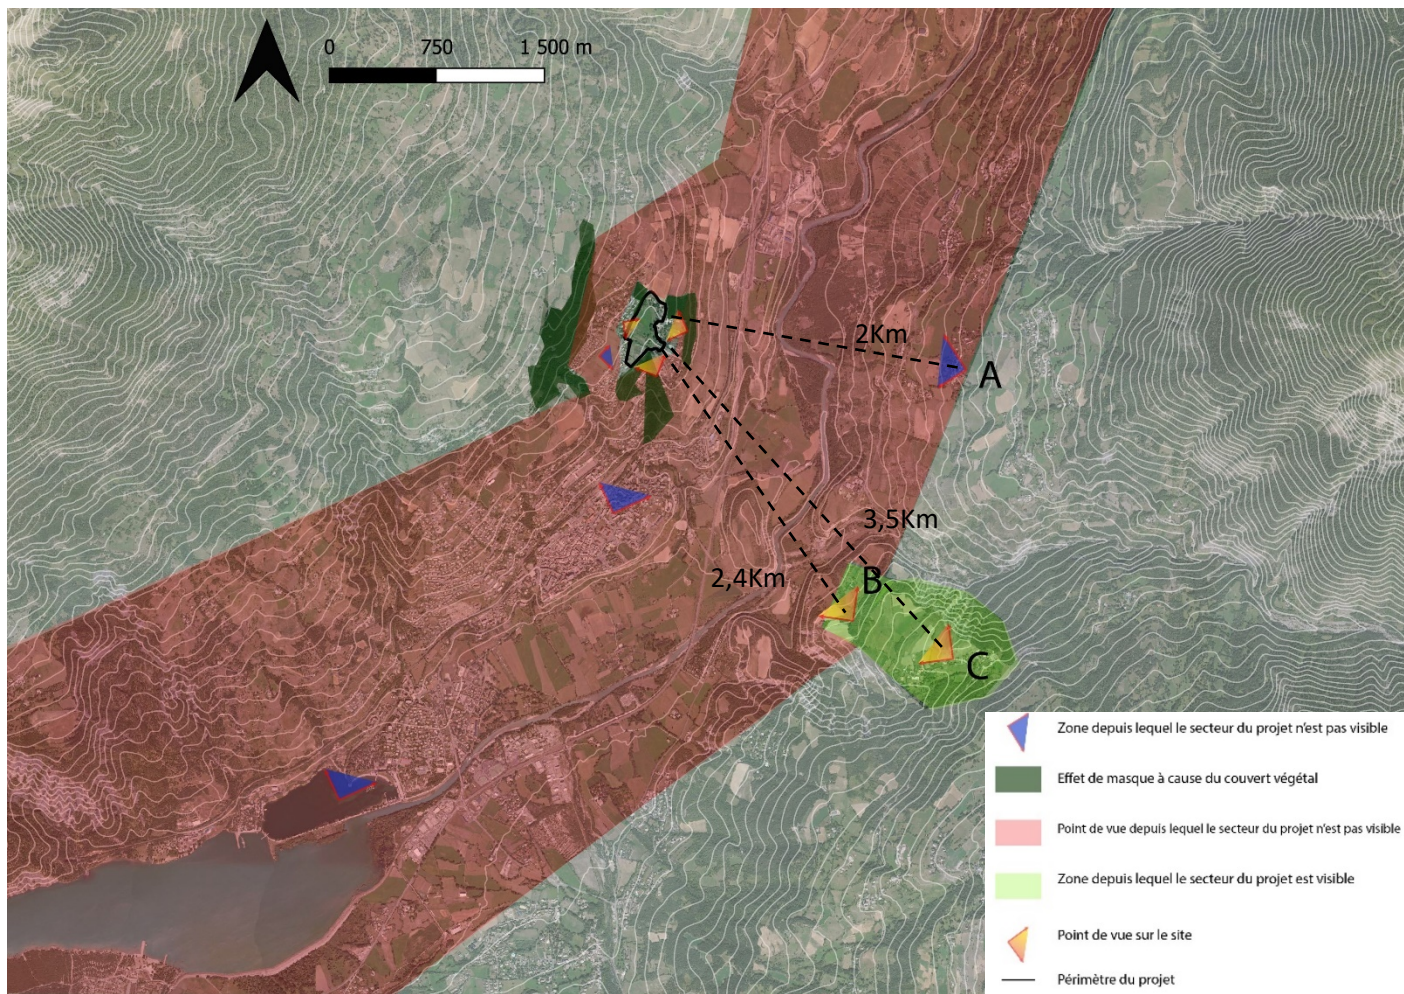 0 750 1 500 m
2Km
A
3,5Km
2,4Km
B
C
Zone depuis lequel le secteur du projet n'est pas visible
Effet de masque à cause du couvert végétal
Point de vue depuis lequel le secteur du projet n'est pas visible
Zone depuis lequel le secteur du projet est visible
Point de vue sur le site
Périmètre du projet